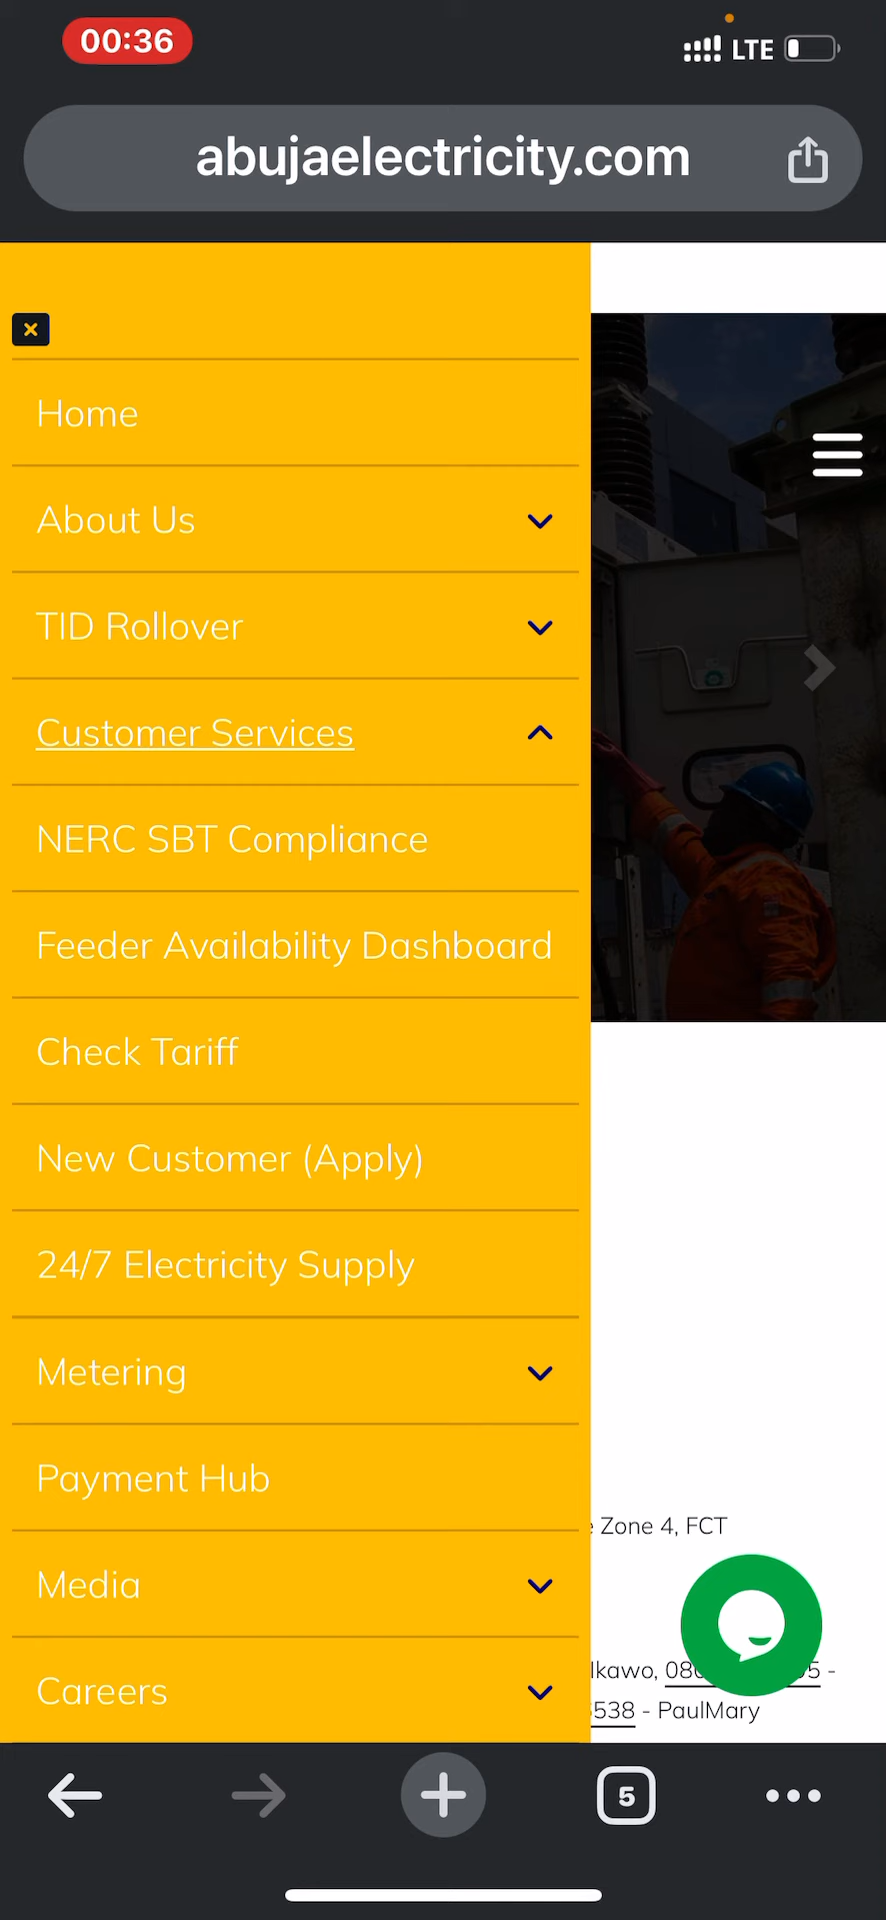 00:36
LTE
abujaelectricity.com
Home
About Us
TID Rollover
Customer Services
NERC SBT Compliance
Feeder Availability Dashboard
Check Tariff
New Customer (Apply)
24/7 Electricity Supply
Metering
Payment Hub
Zone 4, FCT
Media
Ikawo,
538 - PaulMary
Careers
5